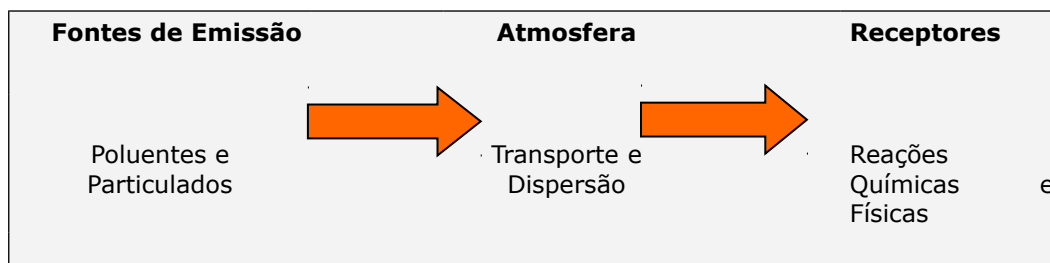 Fontes de Emissão
Atmosfera
Receptores
Poluentes e
Particulados
Transporte e
Dispersão
Reações
Químicas e
Físicas